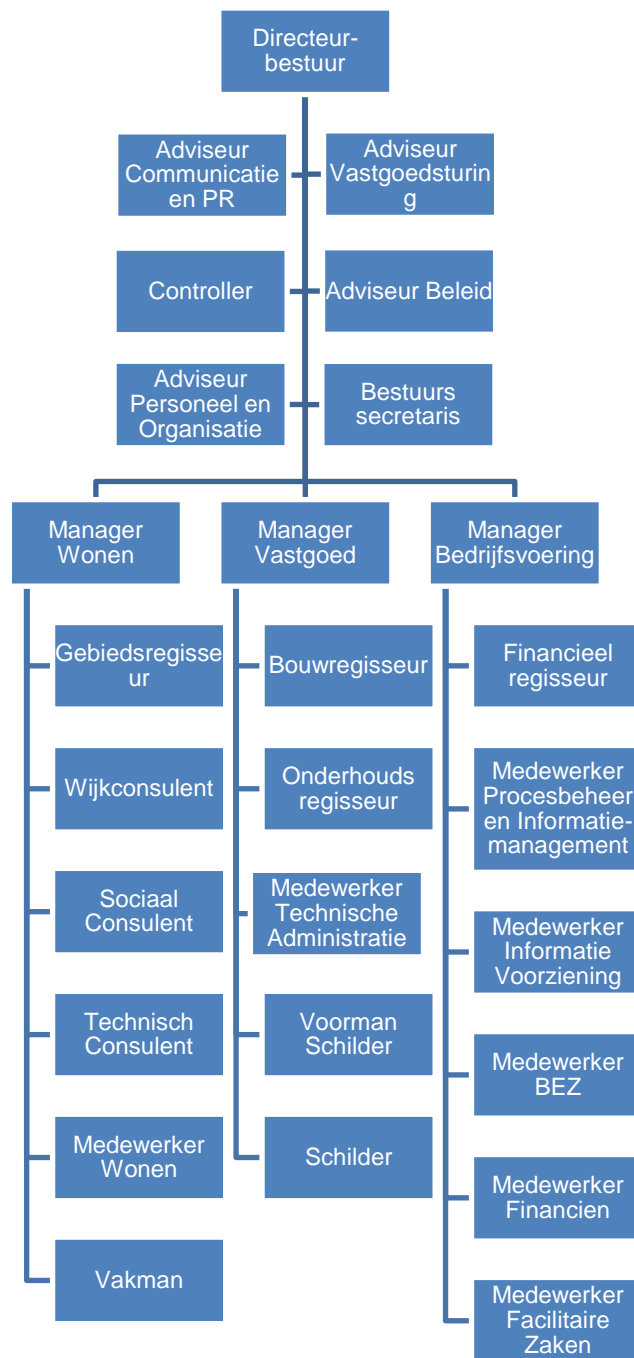 Directeur-
bestuur
Adviseur
Communicatie
en PR
Adviseur
Vastgoedsturin
g
Controller
Adviseur Beleid
Adviseur
Personeel en
Organisatie
Bestuurs
secretaris
Manager
Wonen
Gebiedsregisse
ur
Wijkconsulent
Sociaal
Consulent
Technisch
Consulent
Medewerker
Wonen
Vakman
Manager
Vastgoed
Bouwregisseur
Onderhouds
regisseur
Medewerker
Technische
Administratie
Voorman
Schilder
Schilder
Manager
Bedrijfsvoering
Financieel
regisseur
Medewerker
Procesbeheer
en Informatie-
management
Medewerker
Informatie
Voorziening
Medewerker
BEZ
Medewerker
Financien
Medewerker
Facilitaire
Zaken